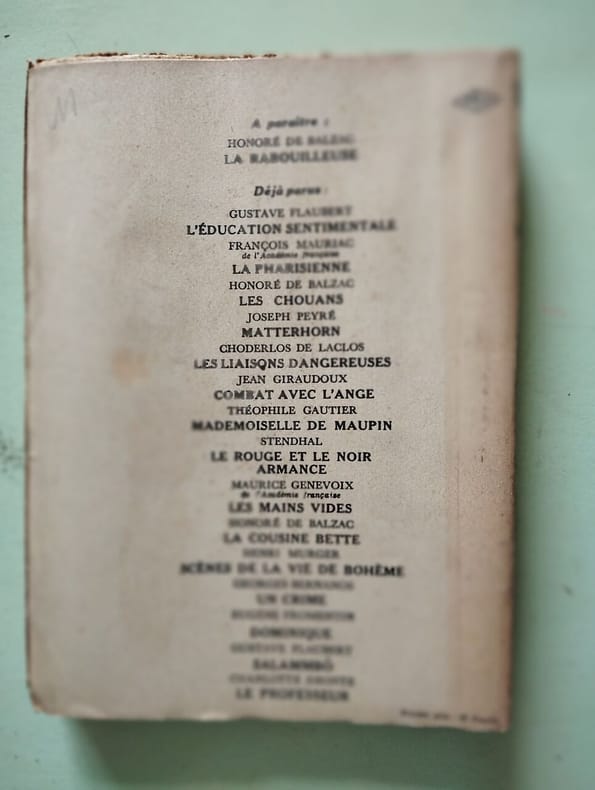 M
A paraître :
HONORÉ DE BALZAC
LA RABOUILLEUSE
Déjà parus :
GUSTAVE FLAUBERT
L'ÉDUCATION SENTIMENTALE
FRANÇOIS MAURIAC
de l'Académie française
LA PHARISIENNE
HONORÉ DE BALZAC
LES CHOUANS
JOSEPH PEYRÉ
MATTERHORN
CHODERLOS DE LACLOS
LES LIAISONS DANGEREUSES
JEAN GIRAUDOUX
COMBAT AVEC L'ANGE
THÉOPHILE GAUTIER
MADEMOISELLE DE MAUPIN
STENDHAL
LE ROUGE ET LE NOIR
ARMANCE
MAURICE GENEVOIX
de l'Académie française
LES MAINS VIDES
HONORÉ DE BALZAC
LA COUSINE BETTE
HENRI MURGER
SCÈNES DE LA VIE DE BOHÈME
GEORGES BERNANOS
UN CRIME
EUGÈNE FROMENTIN
DOMINIQUE
GUSTAVE FLAUBERT
SALAMMBÔ
CHARLOTTE BRONTE
LE PROFESSEUR